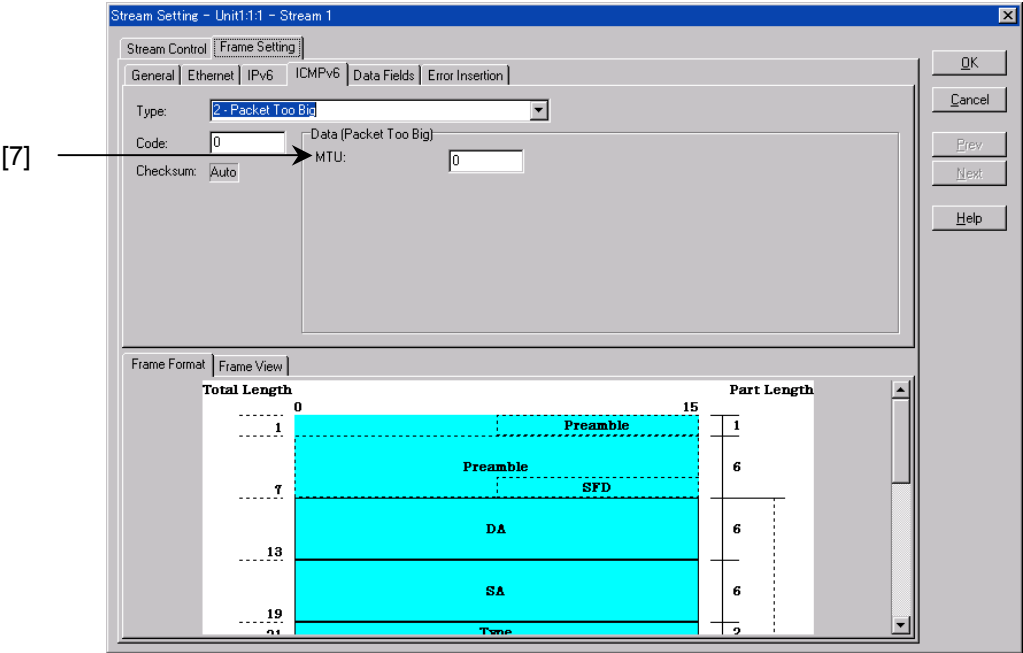 Stream Setting - Unit1:1:1 - Stream 1
Stream Control Frame Setting
General Ethernet IPv6 ICMPv6 Data Fields Error Insertion
Type: 2 - Packet Too Big
Code: 0
Checksum: Auto
Data (Packet Too Big)
MTU: 0
[7]
OK
Cancel
Prev
Next
Help
Frame Format Frame View
Total Length Part Length
0 15
1 Preamble 1
Preamble 6
7 SFD
DA 6
13
SA 6
19
21 Type 2